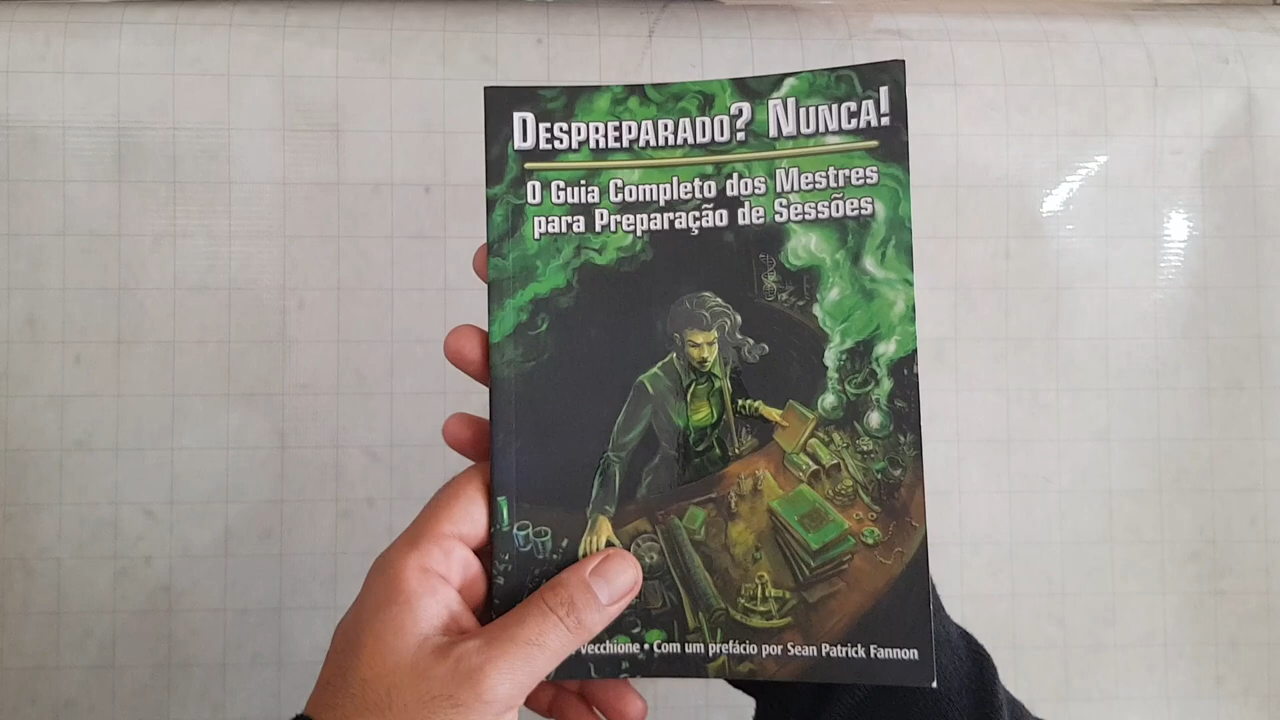 Despreparado? Nunca!
O Guia Completo dos Mestres
para Preparação de Sessões
Vecchione • Com um prefácio por Sean Patrick Fannon